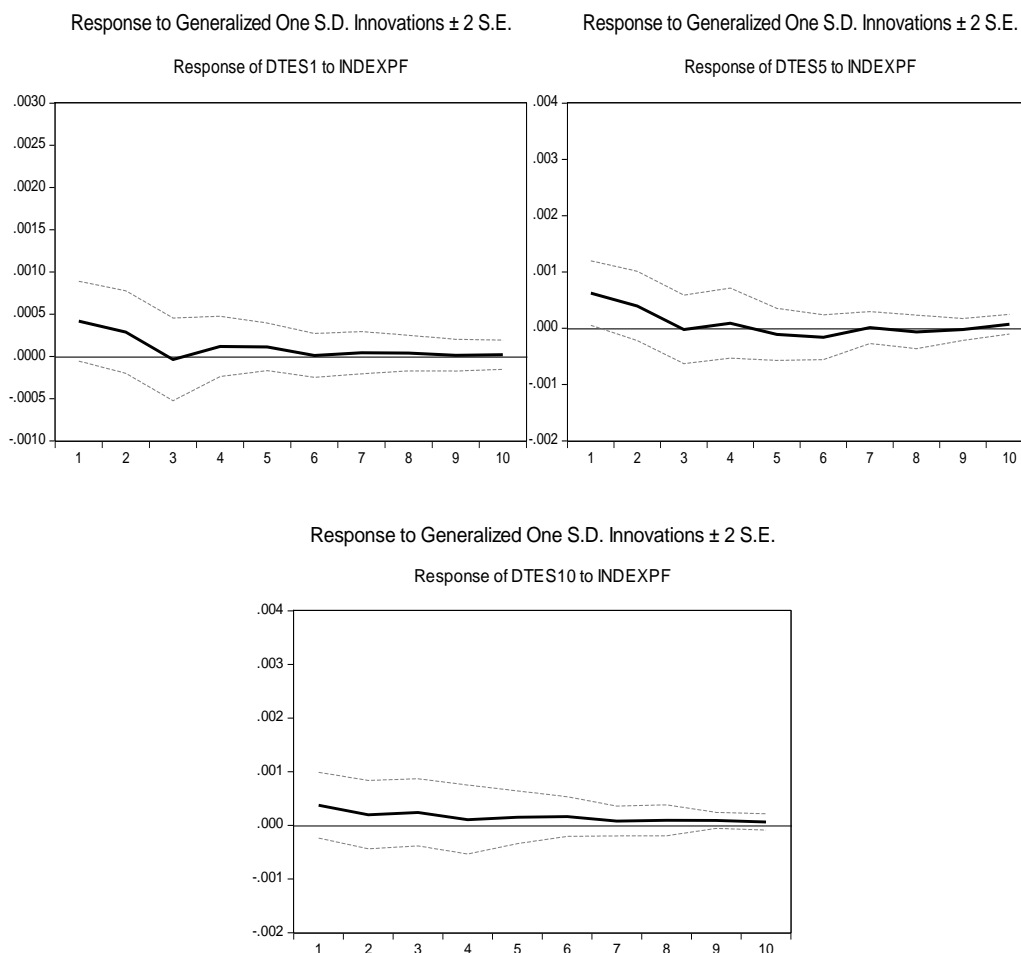 Response to Generalized One S.D. Innovations ± 2 S.E.
Response of DTES1 to INDEXPF
.0030
.0025
.0020
.0015
.0010
.0005
.0000
-.0005
-.0010
1 2 3 4 5 6 7 8 9 10
Response to Generalized One S.D. Innovations ± 2 S.E.
Response of DTES5 to INDEXPF
.004
.003
.002
.001
.000
-.001
-.002
1 2 3 4 5 6 7 8 9 10
Response to Generalized One S.D. Innovations ± 2 S.E.
Response of DTES10 to INDEXPF
.004
.003
.002
.001
.000
-.001
-.002
1 2 3 4 5 6 7 8 9 10